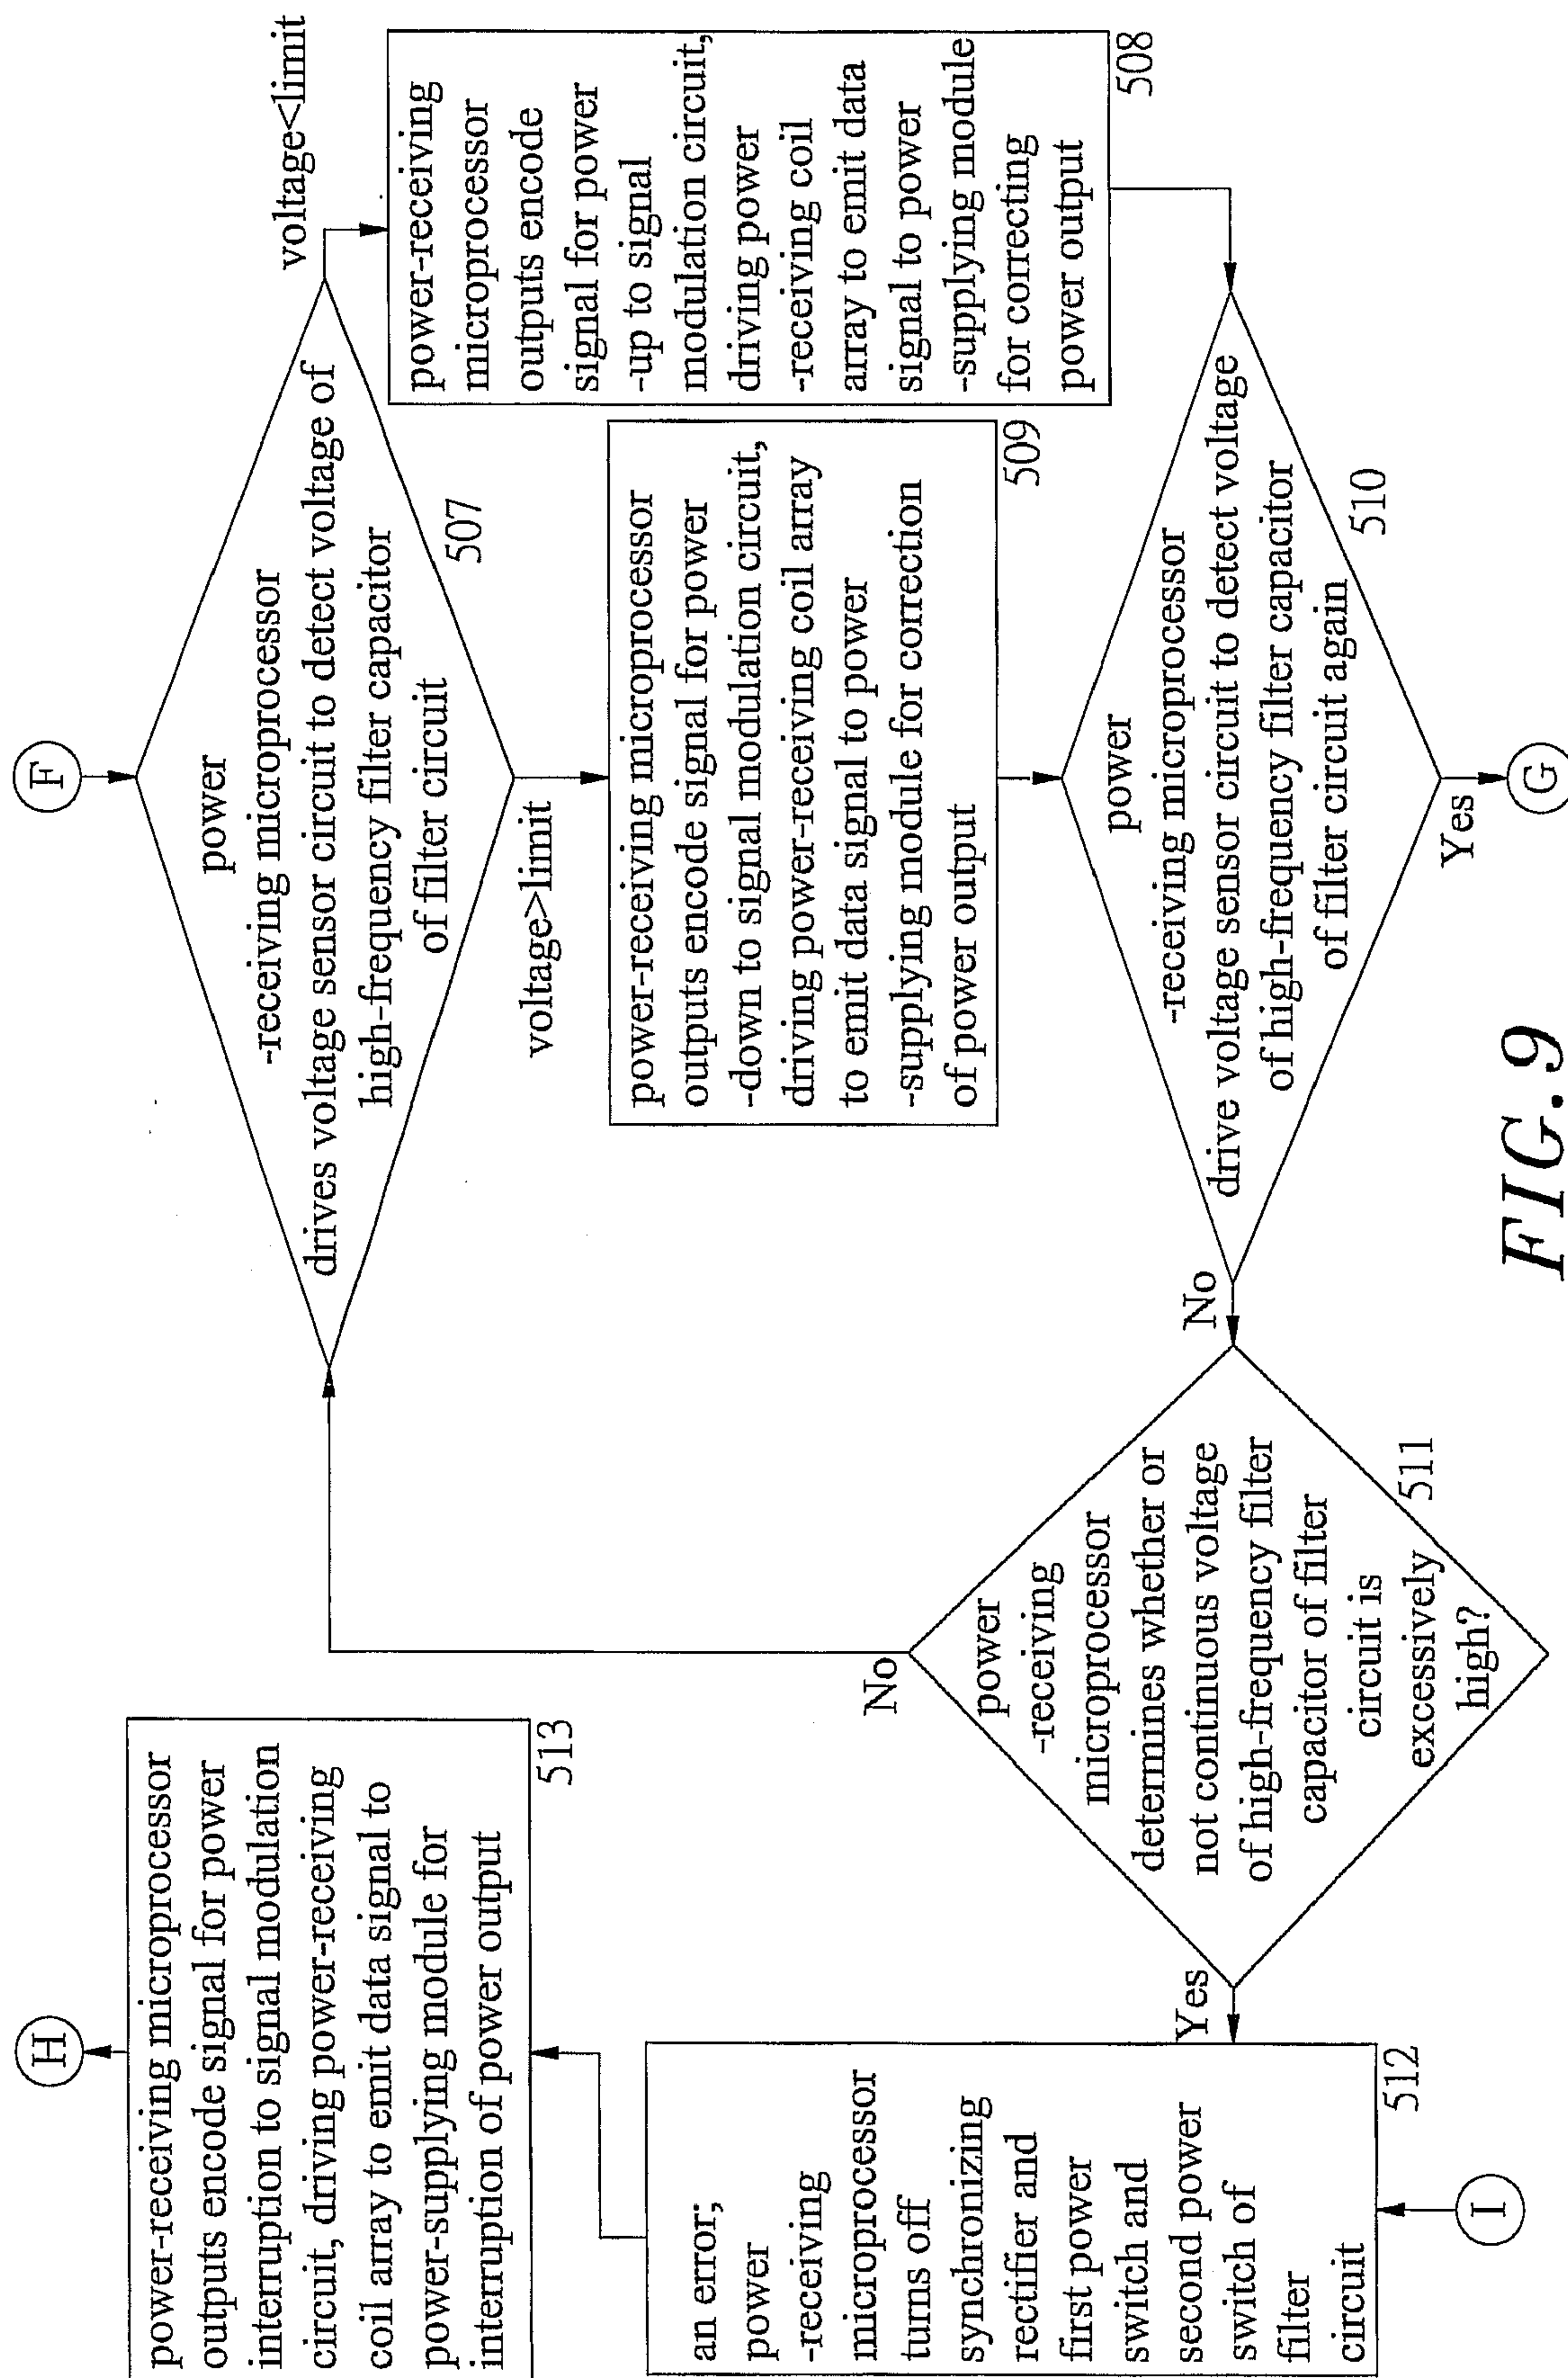 F
power
-receiving microprocessor
drives voltage sensor circuit to detect voltage of
high-frequency filter capacitor
of filter circuit
507
voltage<limit
power-receiving
microprocessor
outputs encode
signal for power
-up to signal
modulation circuit,
driving power
-receiving coil
array to emit data
signal to power
-supplying module
for correcting
power output
508
voltage>limit
power-receiving microprocessor
outputs encode signal for power
-down to signal modulation circuit,
driving power-receiving coil array
to emit data signal to power
-supplying module for correction
of power output
509
power
-receiving microprocessor
drive voltage sensor circuit to detect voltage
of high-frequency filter capacitor
of filter circuit again
510
Yes
G
No
power
-receiving
microprocessor
determines whether or
not continuous voltage
of high-frequency filter
capacitor of filter
circuit is
excessively
high?
511
No
Yes
an error;
power
-receiving
microprocessor
turns off
synchronizing
rectifier and
first power
switch and
second power
switch of
filter
circuit
512
I
power-receiving microprocessor
outputs encode signal for power
interruption to signal modulation
circuit, driving power-receiving
coil array to emit data signal to
power-supplying module for
interruption of power output
513
H
FIG. 9